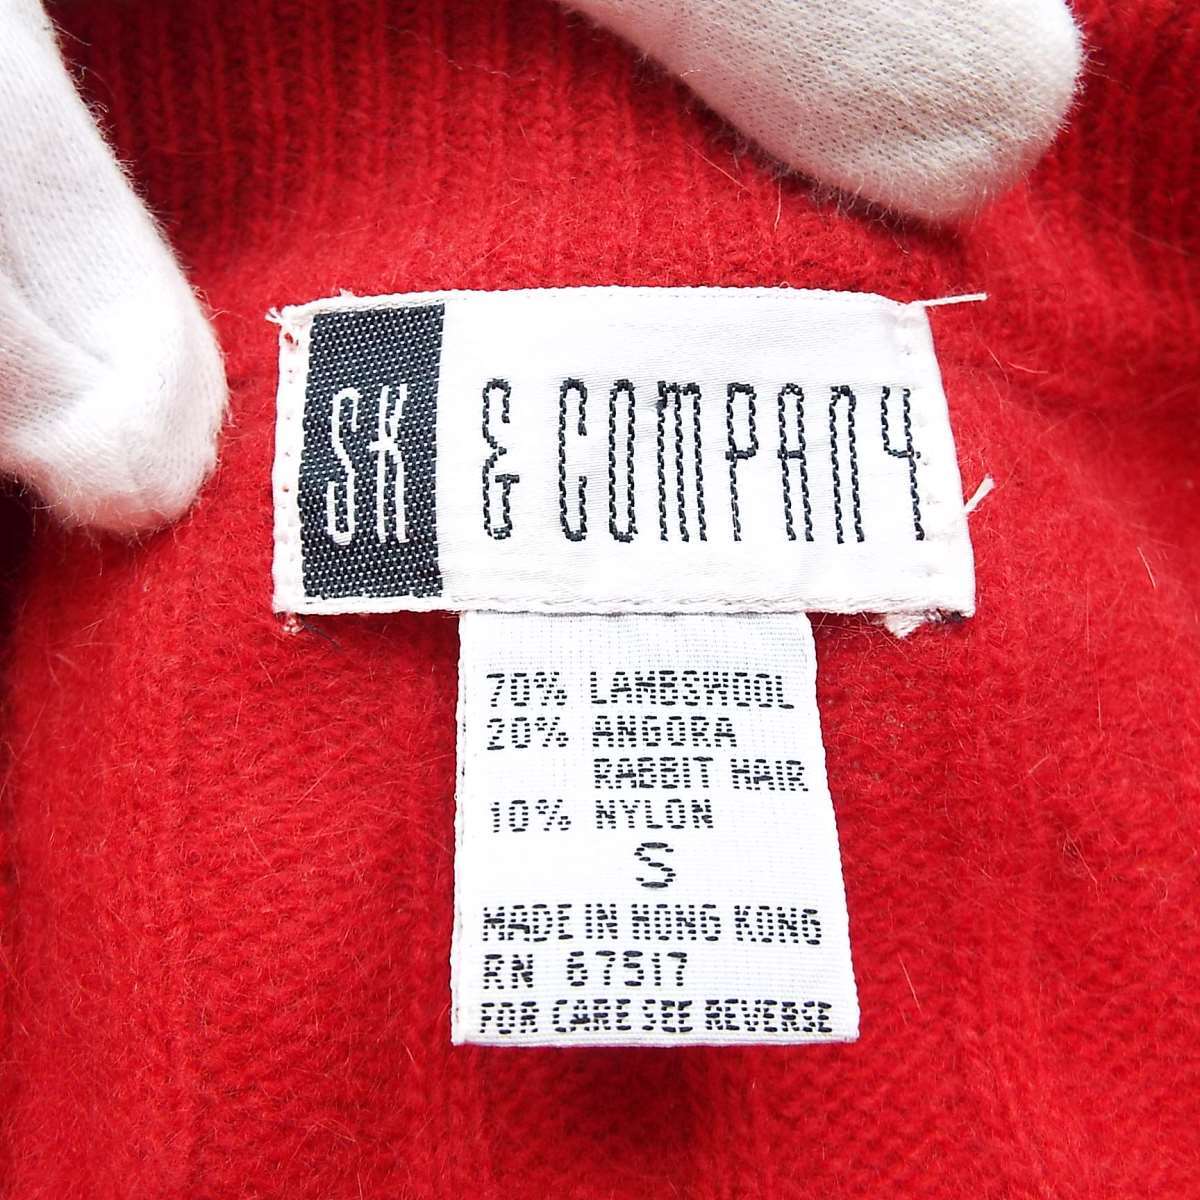 SK & COMPANY
70% LAMBSWOOL
20% ANGORA
RABBIT HAIR
10% NYLON
S
MADE IN HONG KONG
RN 67517
FOR CARE SEE REVERSE